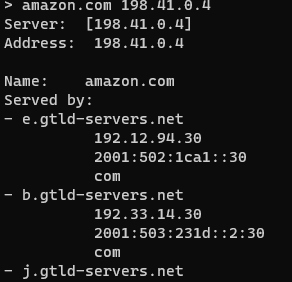 > amazon.com 198.41.0.4
Server:  [198.41.0.4]
Address:  198.41.0.4

Name:    amazon.com
Served by:
- e.gtld-servers.net
          192.12.94.30
          2001:502:1ca1::30
          com
- b.gtld-servers.net
          192.33.14.30
          2001:503:231d::2:30
          com
- j.gtld-servers.net